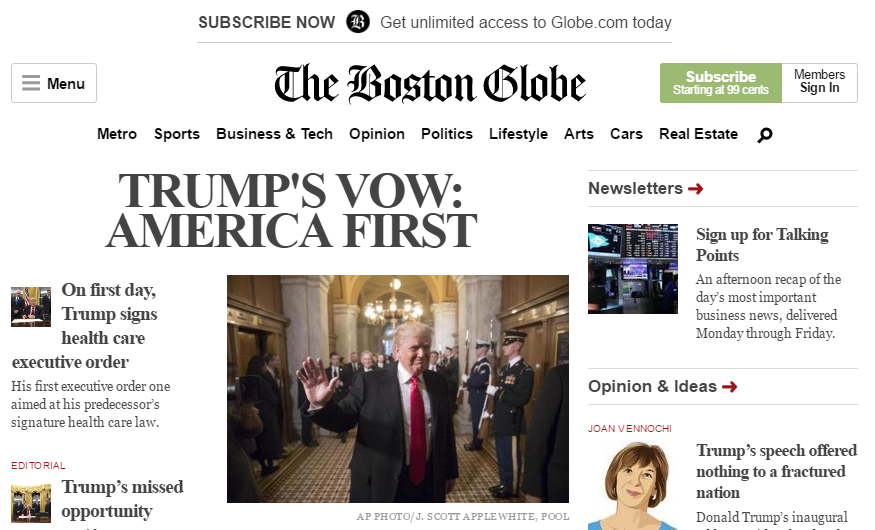 SUBSCRIBE NOW B Get unlimited access to Globe.com today
Menu
The Boston Globe
Subscribe
Starting at 99 cents
Members
Sign In
Metro Sports Business & Tech Opinion Politics Lifestyle Arts Cars Real Estate
TRUMP'S VOW:
AMERICA FIRST
On first day,
Trump signs
health care
executive order
His first executive order one
aimed at his predecessor's
signature health care law.
EDITORIAL
Trump's missed
opportunity
AP PHOTO/J. SCOTT APPLEWHITE, POOL
Newsletters
Sign up for Talking
Points
An afternoon recap of the
day's most important
business news, delivered
Monday through Friday.
Opinion & Ideas
JOAN VENNOCHI
Trump's speech offered
nothing to a fractured
nation
Donald Trump's inaugural